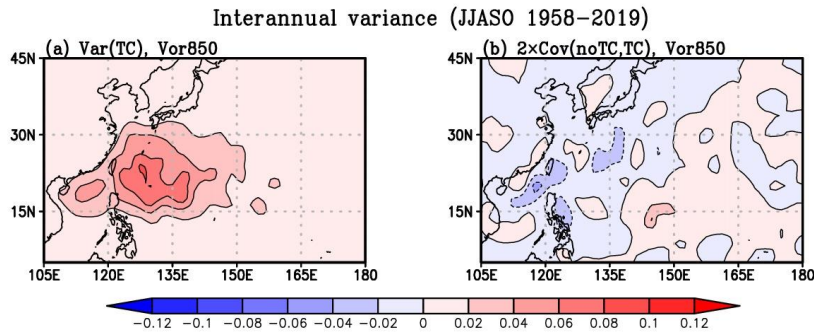 Interannual variance (JJASO 1958−2019)
(a) Var(TC), Vor850
(b) 2×Cov(noTC,TC), Vor850
45N
30N
15N
105E 120E 135E 150E 180
45N
30N
15N
105E 120E 135E 150E 165E 180
−0.12 −0.1 −0.08 −0.06 −0.04 −0.02 0 0.02 0.04 0.06 0.08 0.1 0.12